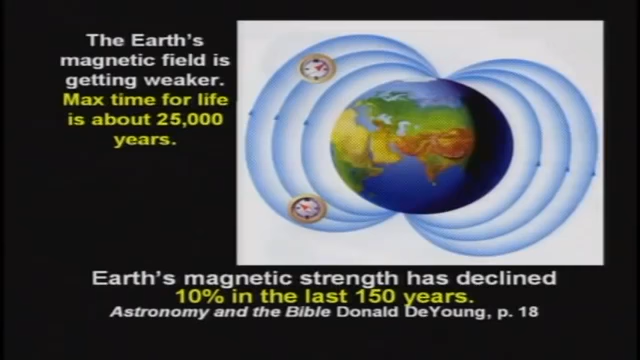 The Earth's
magnetic field is
getting weaker.
Max time for life
is about 25,000
years.
Earth's magnetic strength has declined
10% in the last 150 years.
Astronomy and the Bible Donald DeYoung, p. 18